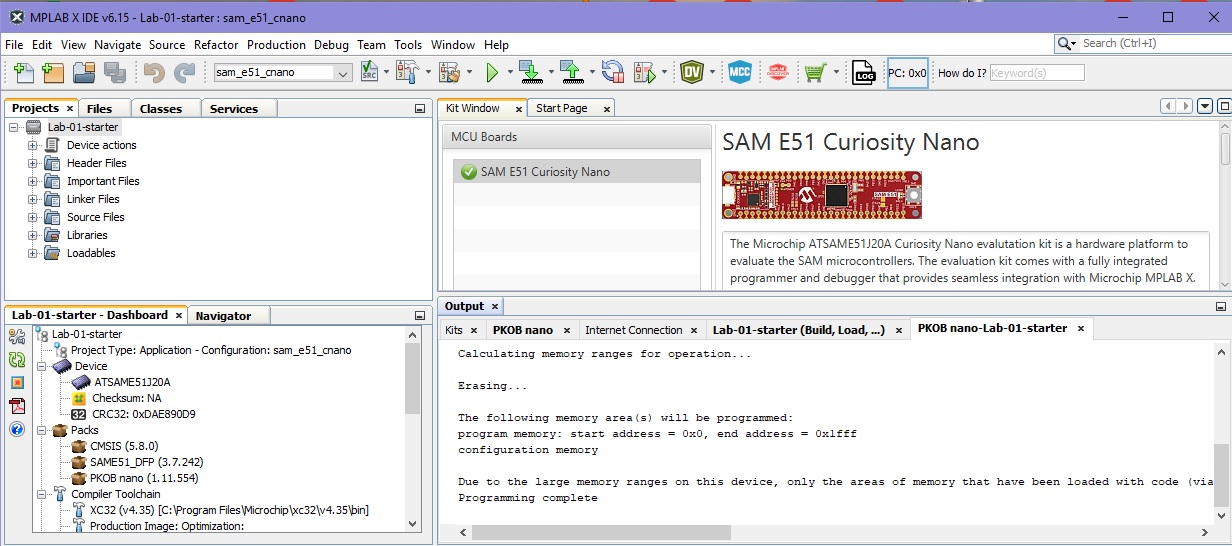 MPLAB X IDE v6.15 - Lab-01-starter : sam_e51_cnano
File Edit View Navigate Source Refactor Production Debug Team Tools Window Help
Search (Ctrl+I)
sam_e51_cnano
SRC
DV
MCC
LOG
PC: 0x0
How do I?
Keyword(s)
Projects
Files
Classes
Services
Lab-01-starter
Device actions
Header Files
Important Files
Linker Files
Source Files
Libraries
Loadables
Kit Window
Start Page
MCU Boards
SAM E51 Curiosity Nano
SAM E51 Curiosity Nano
SAM E51
The Microchip ATSAME51J20A Curiosity Nano evalutation kit is a hardware platform to
evaluate the SAM microcontrollers. The evaluation kit comes with a fully integrated
programmer and debugger that provides seamless integration with Microchip MPLAB X.
Lab-01-starter - Dashboard
Navigator
Lab-01-starter
Project Type: Application - Configuration: sam_e51_cnano
Device
ATSAME51J20A
Checksum: NA
32 CRC32: 0xDAE890D9
Packs
CMSIS (5.8.0)
SAME51_DFP (3.7.242)
PKOB nano (1.11.554)
Compiler Toolchain
XC32 (v4.35) [C:\Program Files\Microchip\xc32\v4.35\bin]
Production Image: Optimization:
Output
Kits
PKOB nano
Internet Connection
Lab-01-starter (Build, Load, ...)
PKOB nano-Lab-01-starter
Calculating memory ranges for operation...
Erasing...
The following memory area(s) will be programmed:
program memory: start address = 0x0, end address = 0x1fff
configuration memory
Due to the large memory ranges on this device, only the areas of memory that have been loaded with code (via
Programming complete